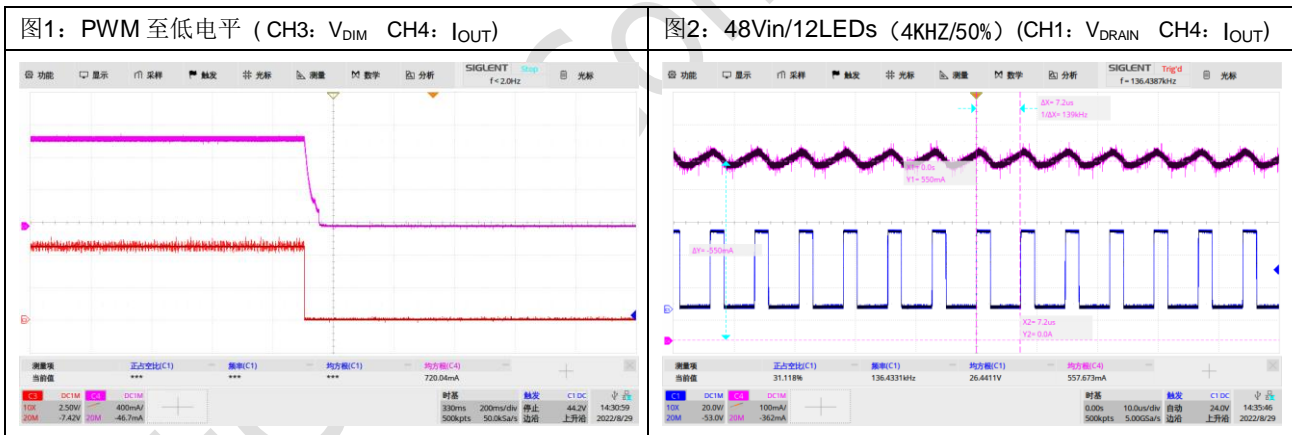 图1：PWM 至低电平 ( CH3：VDIM CH4：IOUT)
图2：48Vin/12LEDs（4KHZ/50%）(CH1：VDRAIN CH4：IOUT)
功能 显示 采样 触发 光标 测量 数学 分析 SIGLENT Stop 光标
f < 2.0Hz
测量项 正占空比(C1) 频率(C1) 均方根(C1) 均方根(C4)
当前值 *** *** *** 720.04mA
C3 DC1M C4 DC1M 时基 触发 C1 DC
10X 2.50V/ 400mA/ 330ms 200ms/div 停止 44.2V 14:30:59
20M -7.42V 20M -46.7mA 500kpts 50.0kSa/s 边沿 上升沿 2022/8/29
功能 显示 采样 触发 光标 测量 数学 分析 SIGLENT Trig'd 光标
f = 136.4387kHz
ΔX= 7.2us
1/ΔX= 139kHz
X1= 0.0s
Y1= 550mA
ΔY= -550mA
X2= 7.2us
Y2= 0.0A
测量项 正占空比(C1) 频率(C1) 均方根(C1) 均方根(C4)
当前值 31.118% 136.4331kHz 26.4411V 557.673mA
C1 DC1M C4 DC1M 时基 触发 C1 DC
10X 20.0V/ 100mA/ 0.00s 10.0us/div 自动 24.0V 14:35:46
20M -53.0V 20M -362mA 500kpts 5.00GSa/s 边沿 上升沿 2022/8/29